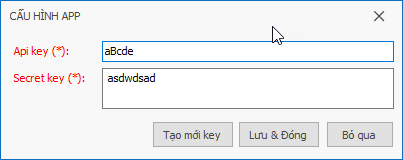 CẤU HÌNH APP
Api key (*): aBcde
Secret key (*): asdwdsad
Tạo mới key Lưu & Đóng Bỏ qua